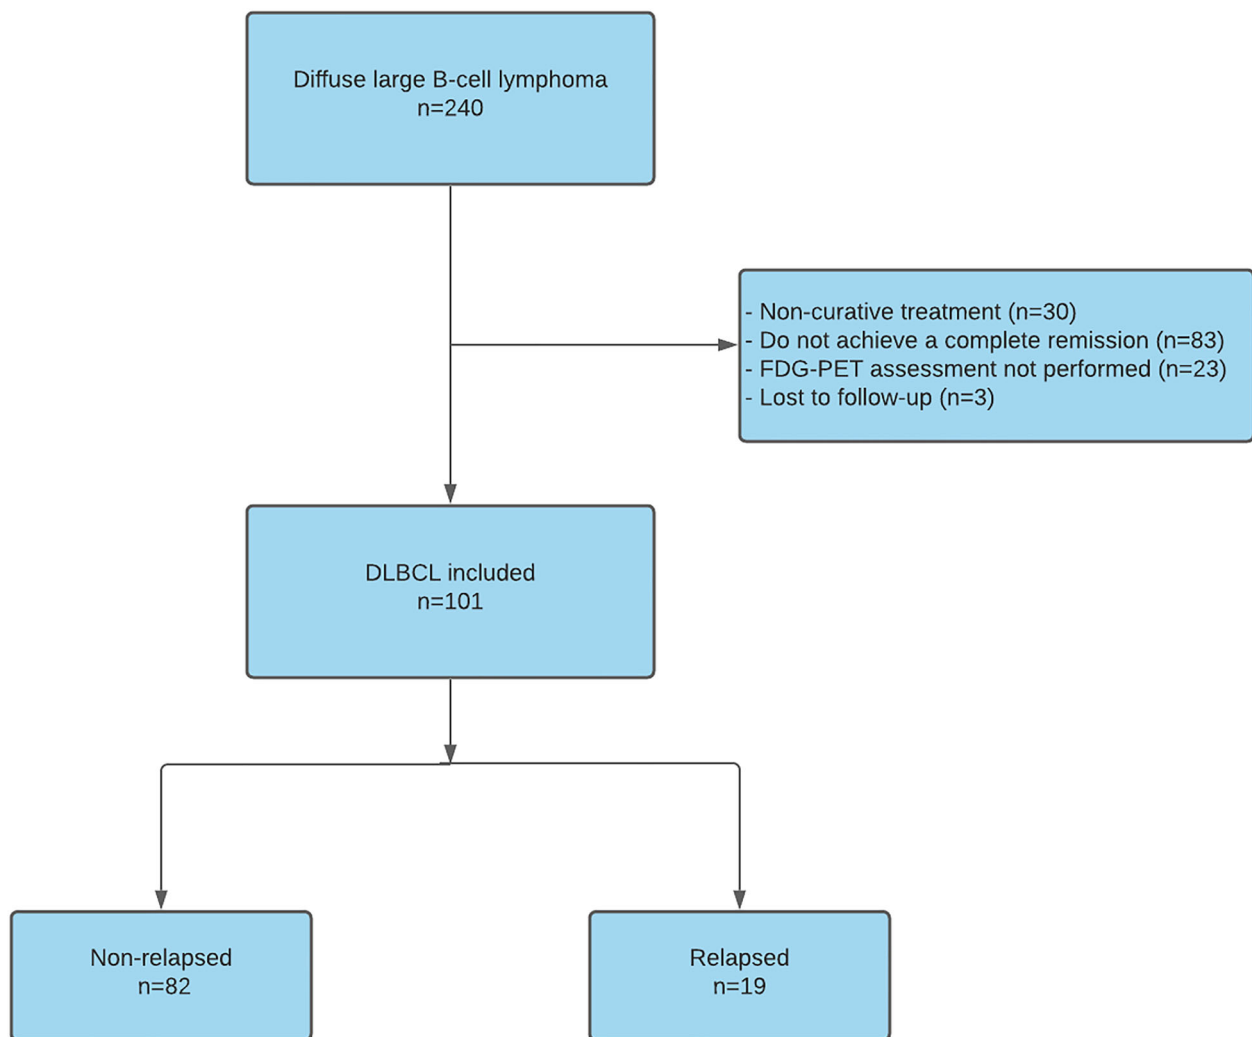 Diffuse large B-cell lymphoma
n=240
- Non-curative treatment (n=30)
- Do not achieve a complete remission (n=83)
- FDG-PET assessment not performed (n=23)
- Lost to follow-up (n=3)
DLBCL included
n=101
Non-relapsed
n=82
Relapsed
n=19